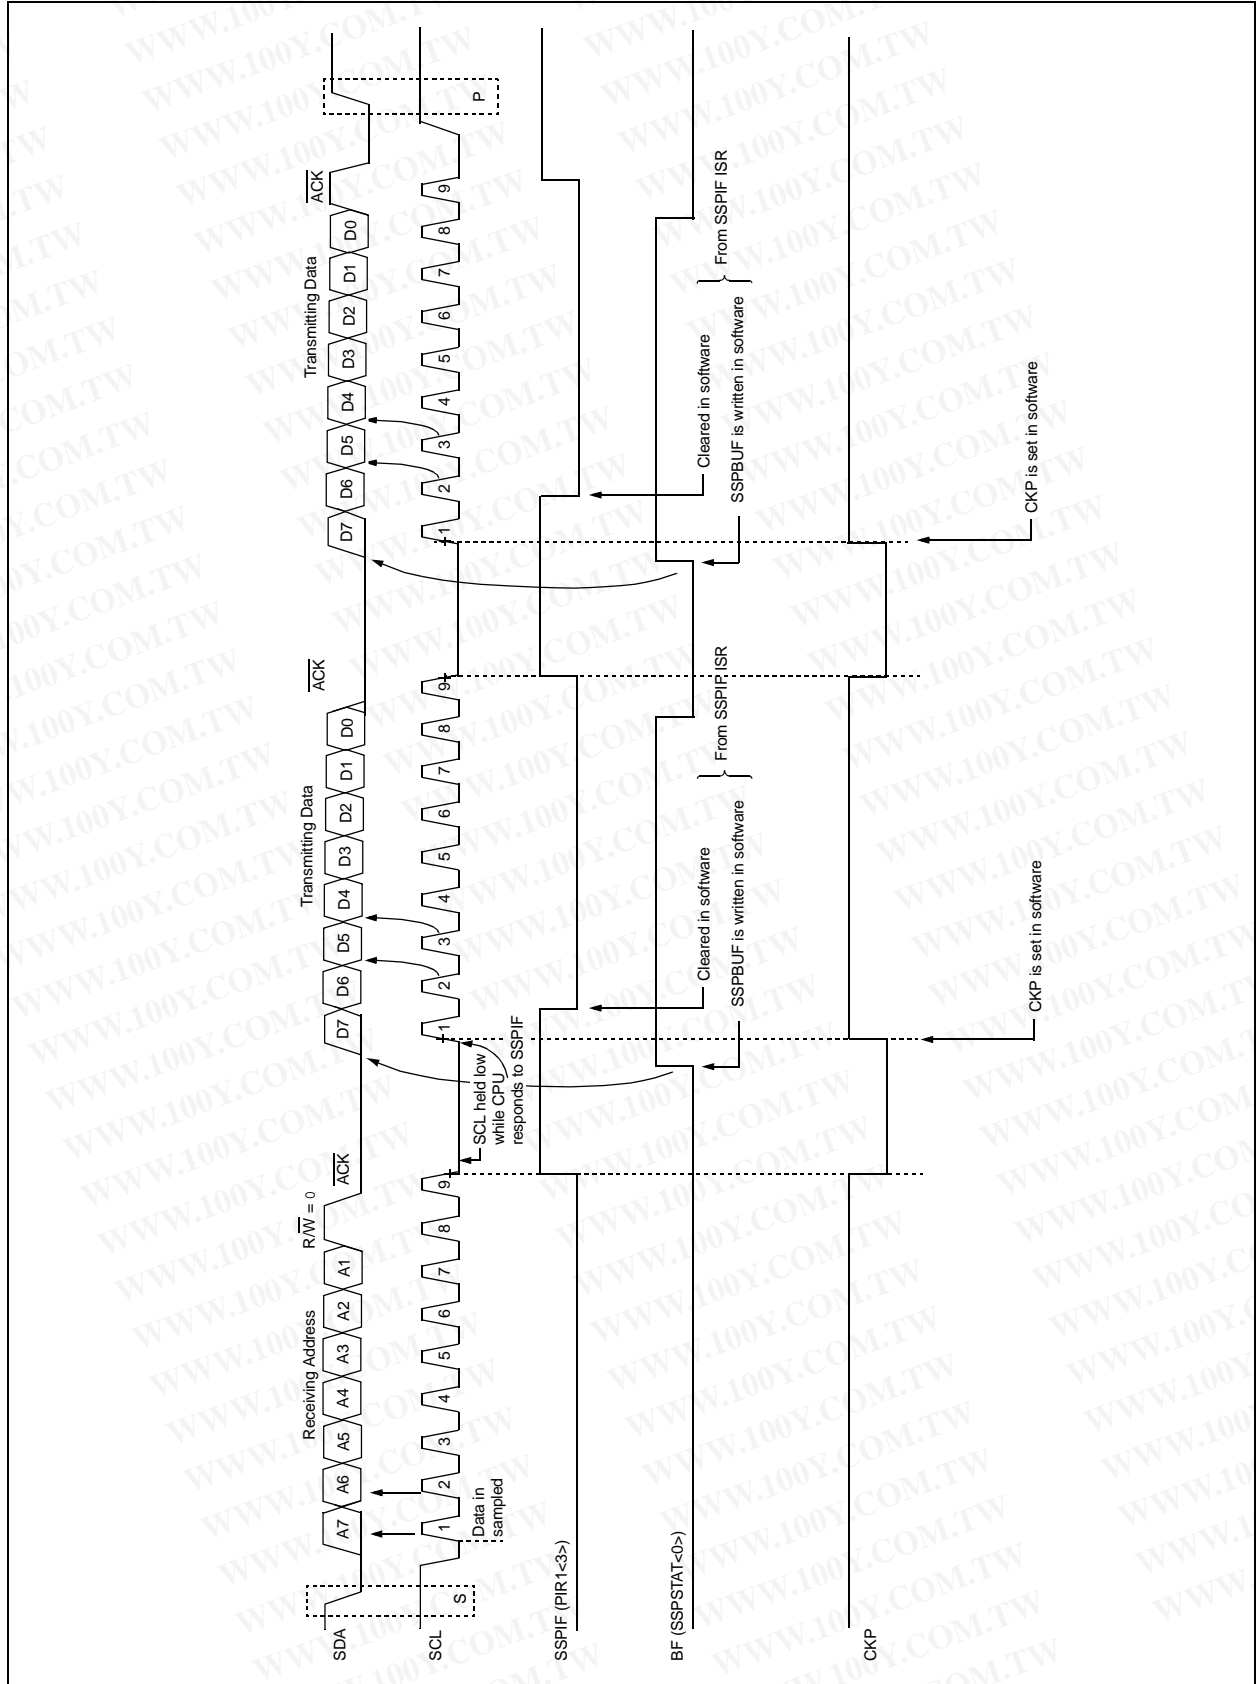 Receiving Address
R/W = 0
ACK
Transmitting Data
ACK
Transmitting Data
ACK
SDA
A7 A6 A5 A4 A3 A2 A1
D7 D6 D5 D4 D3 D2 D1 D0
D7 D6 D5 D4 D3 D2 D1 D0
SCL
S
1 2 3 4 5 6 7 8 9
1 2 3 4 5 6 7 8 9
1 2 3 4 5 6 7 8 9
P
Data in
sampled
SCL held low
while CPU
responds to SSPIF
SSPIF (PIR1<3>)
BF (SSPSTAT<0>)
Cleared in software
SSPBUF is written in software
From SSPIF ISR
Cleared in software
SSPBUF is written in software
From SSPIF ISR
CKP
CKP is set in software
CKP is set in software
WWW.100Y.COM.TW